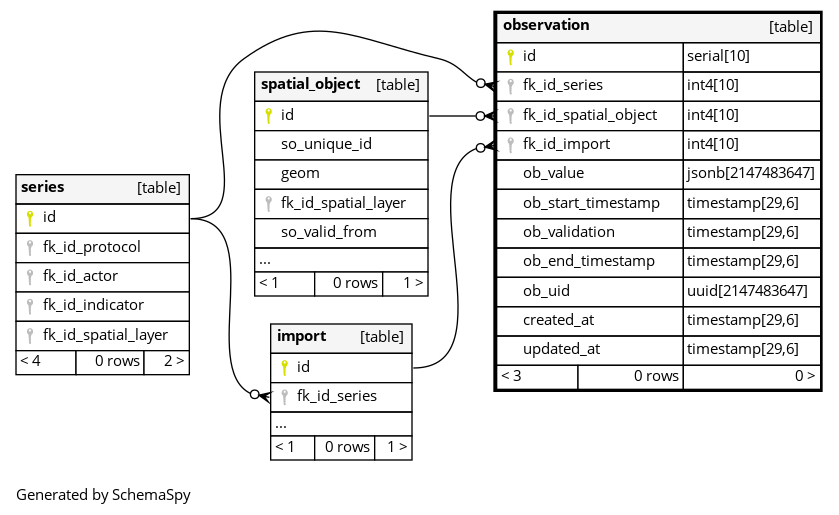 observation [table]
id serial[10]
fk_id_series int4[10]
fk_id_spatial_object int4[10]
fk_id_import int4[10]
ob_value jsonb[2147483647]
ob_start_timestamp timestamp[29,6]
ob_validation timestamp[29,6]
ob_end_timestamp timestamp[29,6]
ob_uid uuid[2147483647]
created_at timestamp[29,6]
updated_at timestamp[29,6]
< 3 0 rows 0 >
spatial_object [table]
id
so_unique_id
geom
fk_id_spatial_layer
so_valid_from
...
< 1 0 rows 1 >
series [table]
id
fk_id_protocol
fk_id_actor
fk_id_indicator
fk_id_spatial_layer
< 4 0 rows 2 >
import [table]
id
fk_id_series
...
< 1 0 rows 1 >
Generated by SchemaSpy